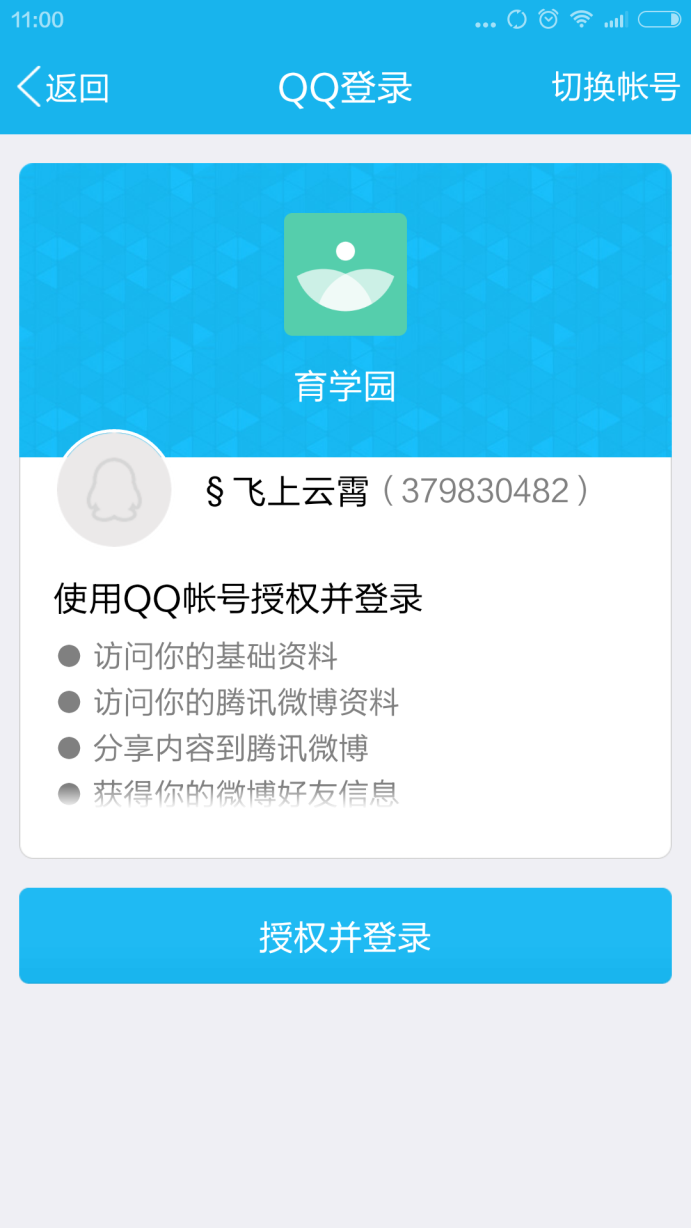 11:00
返回
QQ登录
切换帐号
育学园
§飞上云霄（379830482）
使用QQ帐号授权并登录
访问你的基础资料
访问你的腾讯微博资料
分享内容到腾讯微博
获得你的微博好友信息
授权并登录